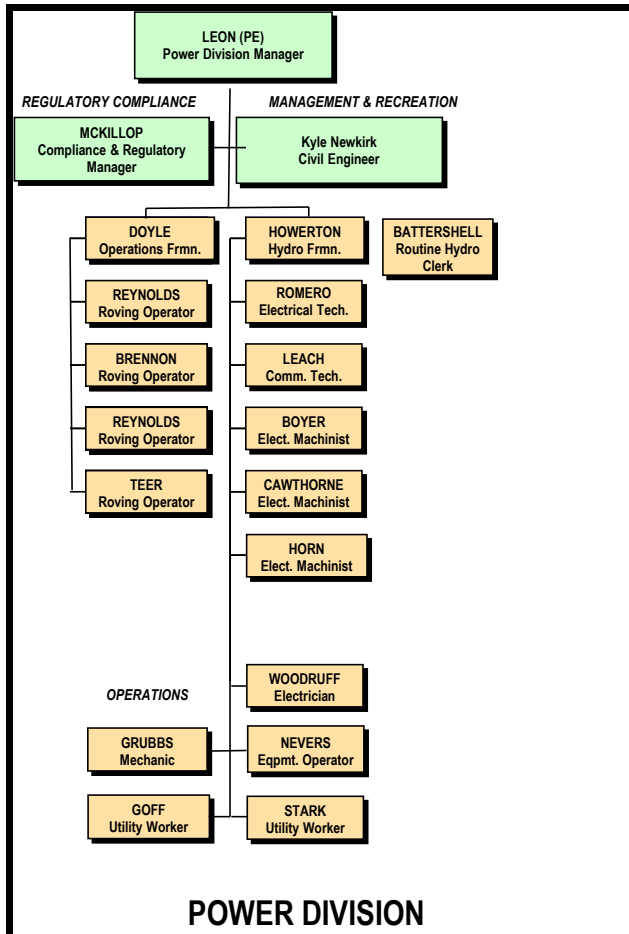 LEON (PE)
Power Division Manager
REGULATORY COMPLIANCE
MANAGEMENT & RECREATION
MCKILLOP
Compliance & Regulatory
Manager
Kyle Newkirk
Civil Engineer
DOYLE
Operations Frmn.
HOWERTON
Hydro Frmn.
BATTERSHELL
Routine Hydro
Clerk
REYNOLDS
Roving Operator
ROMERO
Electrical Tech.
BRENNON
Roving Operator
LEACH
Comm. Tech.
REYNOLDS
Roving Operator
BOYER
Elect. Machinist
TEER
Roving Operator
CAWTHORNE
Elect. Machinist
HORN
Elect. Machinist
OPERATIONS
WOODRUFF
Electrician
GRUBBS
Mechanic
NEVERS
Eqpmt. Operator
GOFF
Utility Worker
STARK
Utility Worker
POWER DIVISION